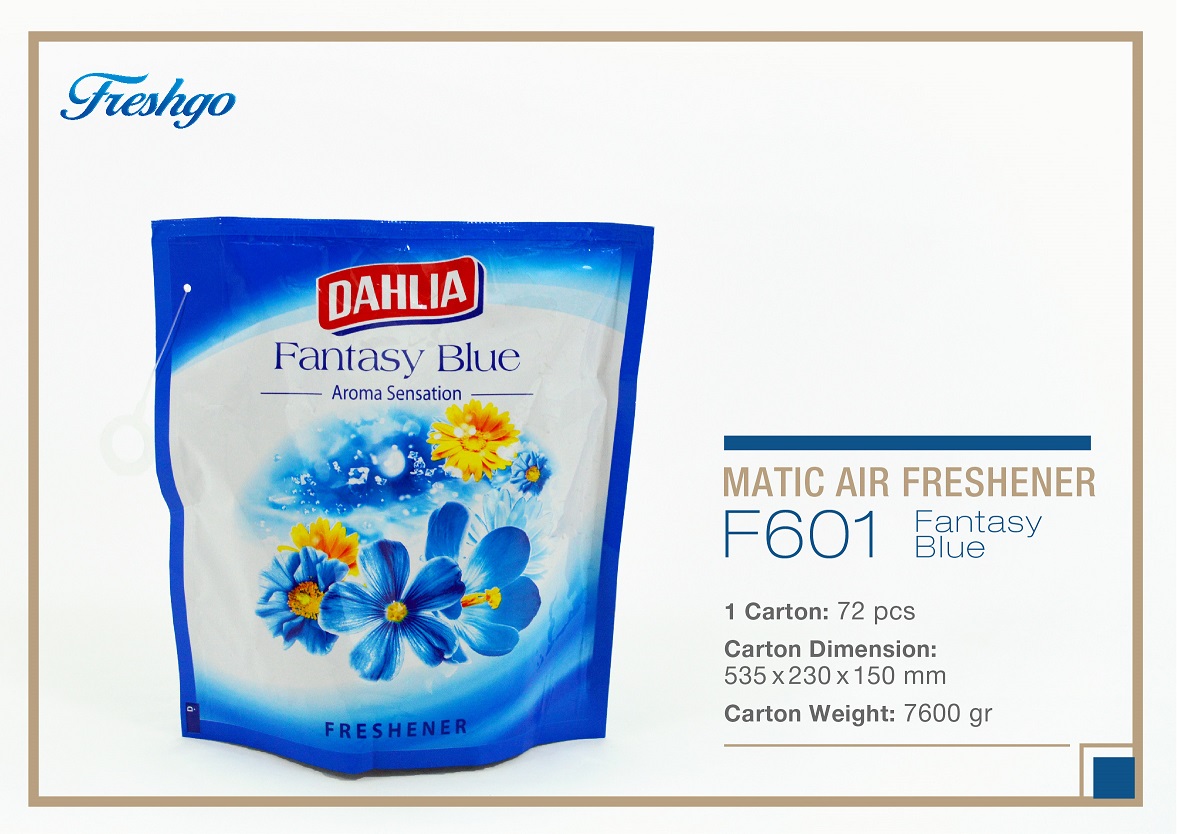 Freshgo
DAHLIA
Fantasy Blue
Aroma Sensation
FRESHENER
MATIC AIR FRESHENER
F601
Fantasy
Blue
1 Carton: 72 pcs
Carton Dimension:
535 x 230 x 150 mm
Carton Weight: 7600 gr